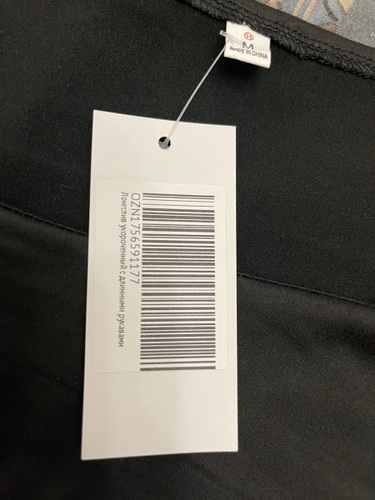 M
MADE IN CHINA
OZN1756591177
Лонгслив укороченный с длинными рукавами